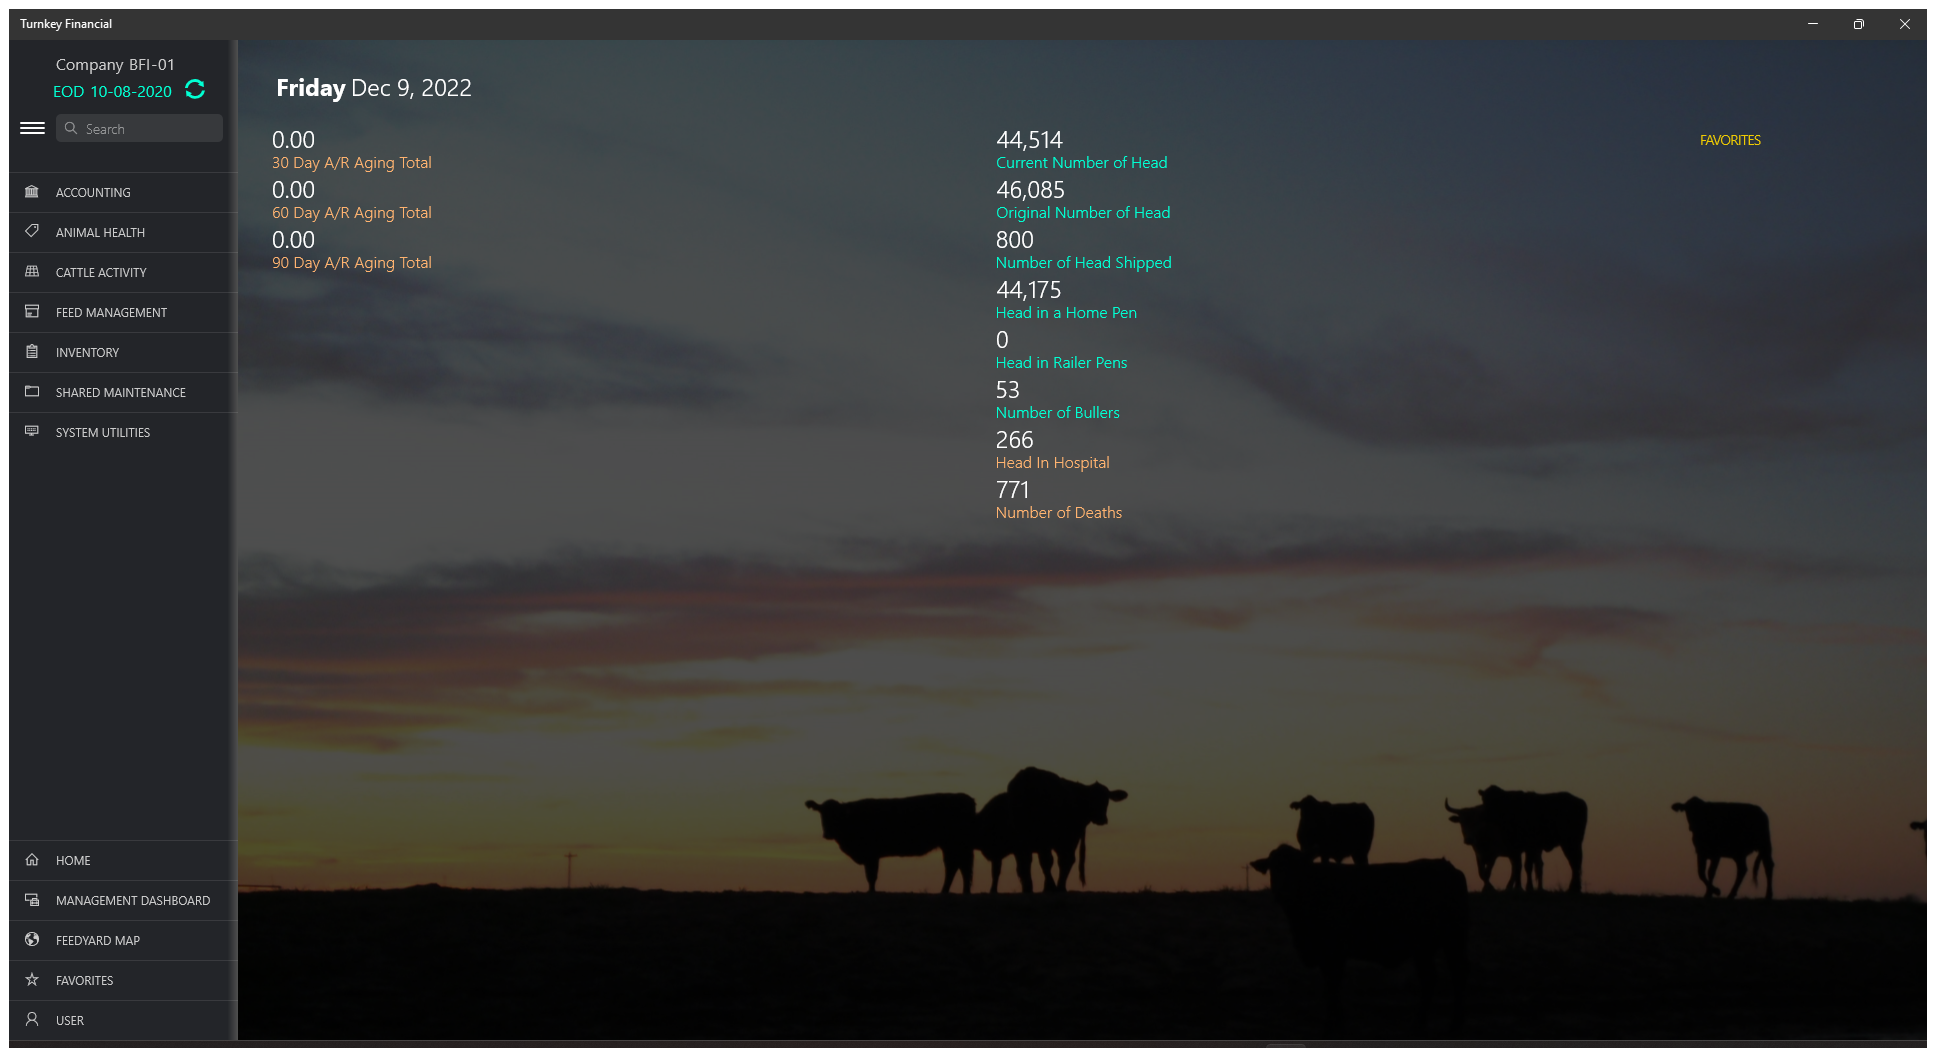 Turnkey Financial
Company BFI-01
EOD 10-08-2020
Search
ACCOUNTING
ANIMAL HEALTH
CATTLE ACTIVITY
FEED MANAGEMENT
INVENTORY
SHARED MAINTENANCE
SYSTEM UTILITIES
HOME
MANAGEMENT DASHBOARD
FEEDYARD MAP
FAVORITES
USER
Friday Dec 9, 2022
0.00
30 Day A/R Aging Total
0.00
60 Day A/R Aging Total
0.00
90 Day A/R Aging Total
44,514
Current Number of Head
46,085
Original Number of Head
800
Number of Head Shipped
44,175
Head in a Home Pen
0
Head in Railer Pens
53
Number of Bullers
266
Head In Hospital
771
Number of Deaths
FAVORITES